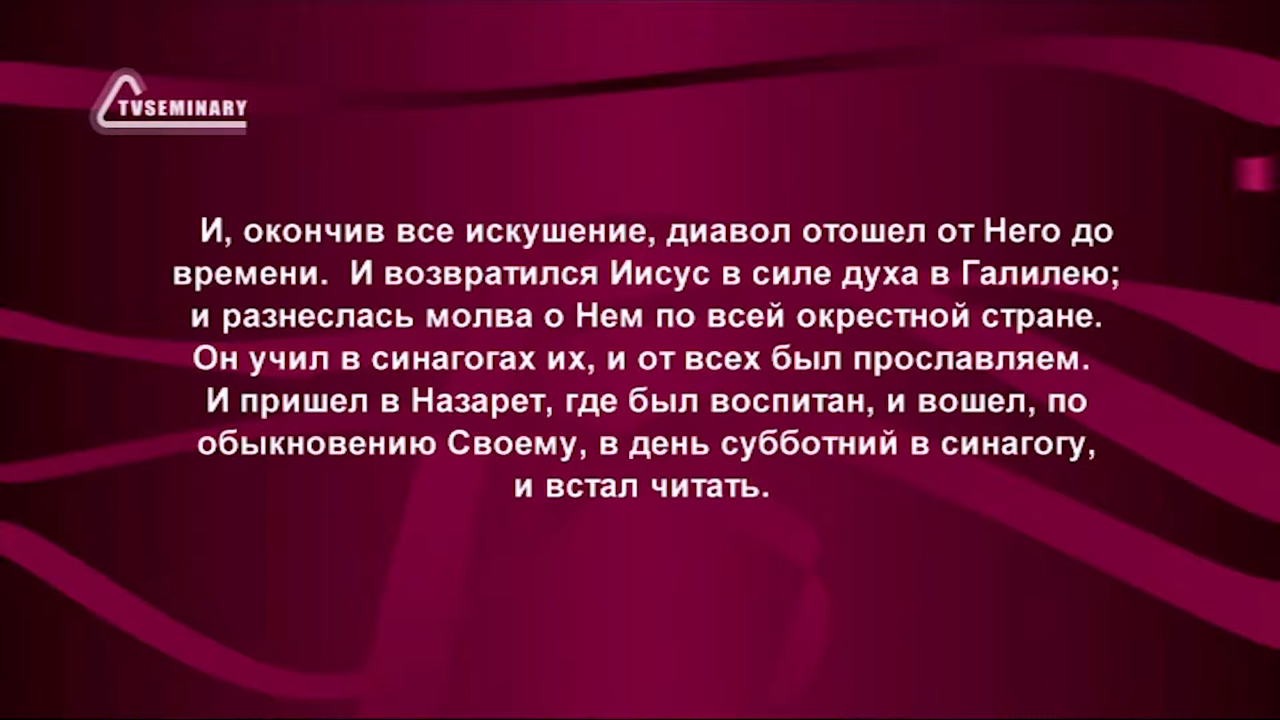 TVSEMINARY
И, окончив все искушение, диавол отошел от Него до
времени. И возвратился Иисус в силе духа в Галилею;
и разнеслась молва о Нем по всей окрестной стране.
Он учил в синагогах их, и от всех был прославляем.
И пришел в Назарет, где был воспитан, и вошел, по
обыкновению Своему, в день субботний в синагогу,
и встал читать.